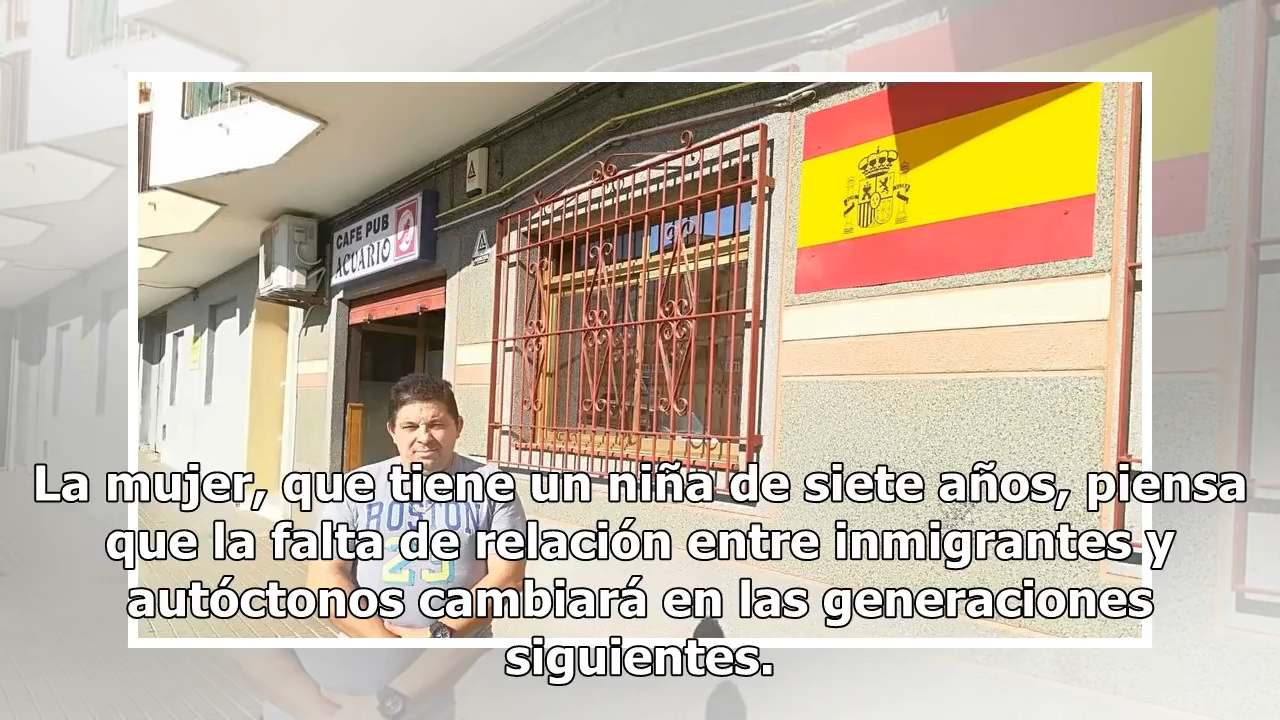 CAFE PUB
ACUARIO
La mujer, que tiene un niña de siete años, piensa
BOSTON
que la falta de relación entre inmigrantes y
23
autóctonos cambiará en las generaciones
siguientes.